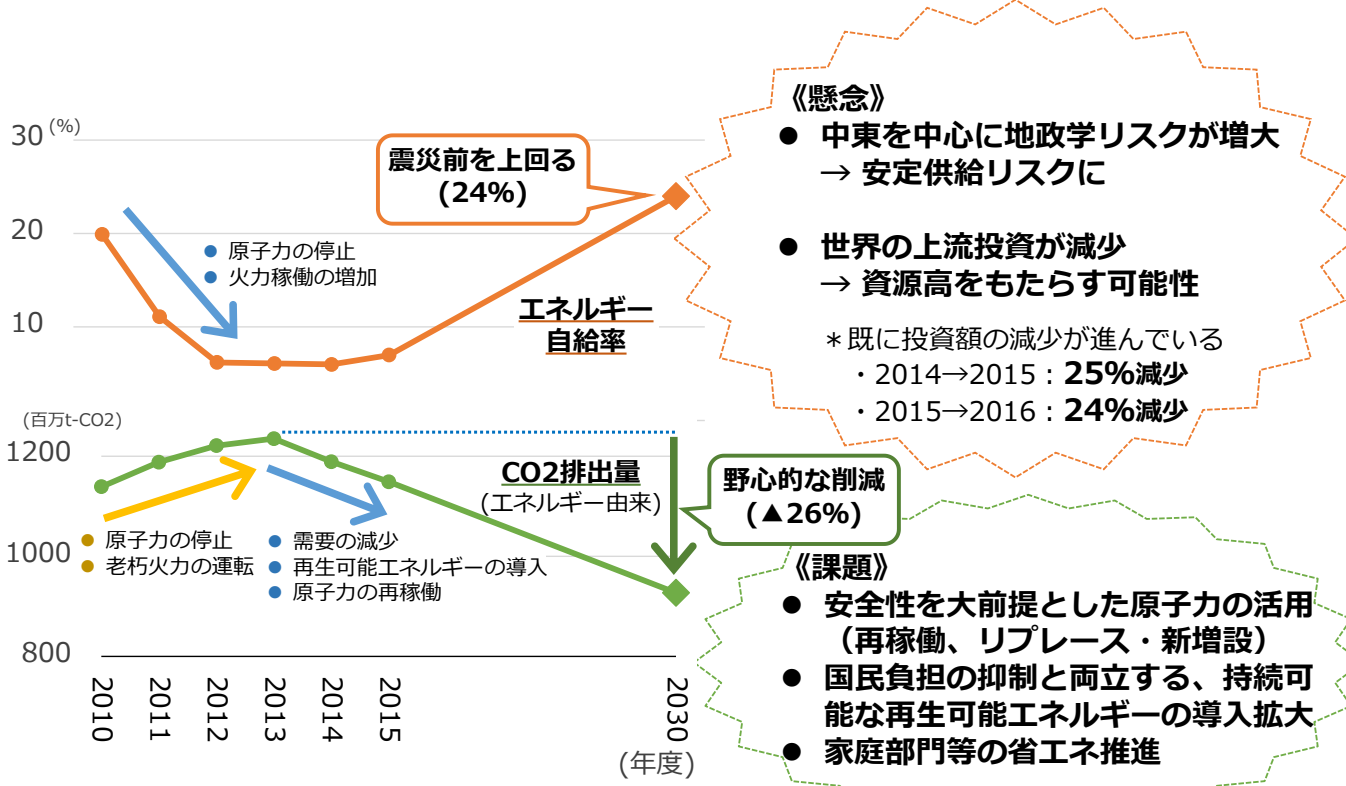 30
(%)
20
10
震災前を上回る
(24%)
● 原子力の停止
● 火力稼働の増加
エネルギー
自給率
(百万t-CO2)
1200
1000
800
CO2排出量
(エネルギー由来)
野心的な削減
(▲26%)
● 原子力の停止
● 老朽火力の運転
● 需要の減少
● 再生可能エネルギーの導入
● 原子力の再稼働
2010
2011
2012
2013
2014
2015
2030
(年度)
《懸念》
● 中東を中心に地政学リスクが増大
→ 安定供給リスクに
● 世界の上流投資が減少
→ 資源高をもたらす可能性
＊既に投資額の減少が進んでいる
・2014→2015：25%減少
・2015→2016：24%減少
《課題》
● 安全性を大前提とした原子力の活用
（再稼働、リプレース・新増設）
● 国民負担の抑制と両立する、持続可
能な再生可能エネルギーの導入拡大
● 家庭部門等の省エネ推進